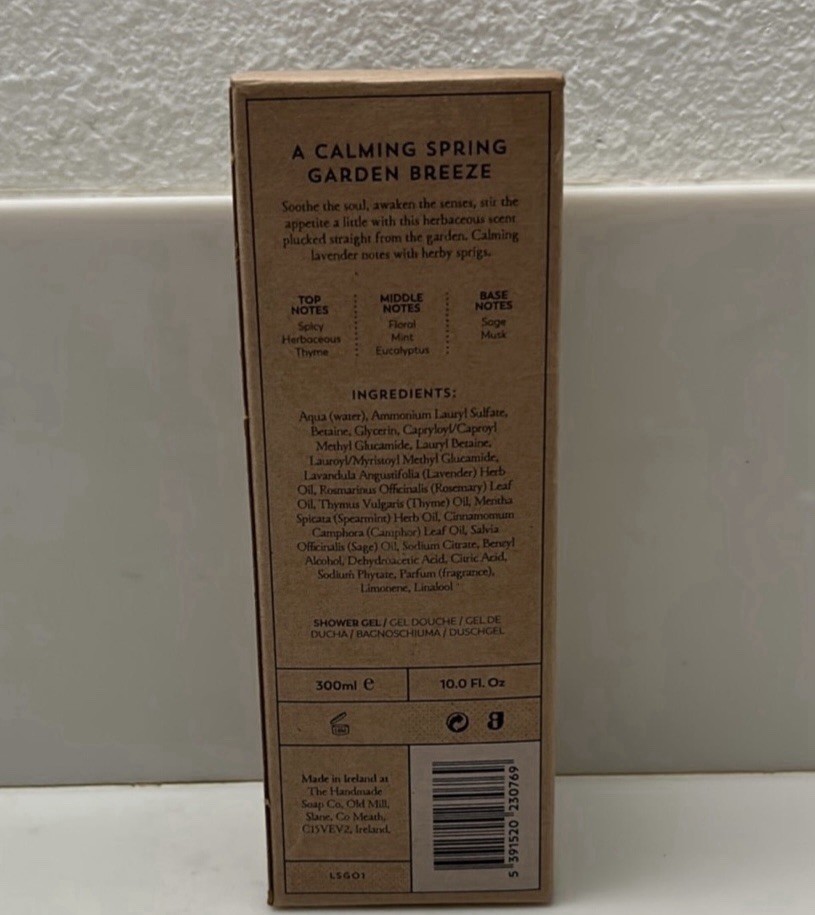 A CALMING SPRING
GARDEN BREEZE
Soothe the soul, awaken the senses, stir the
appetite a little with this herbaceous scent
plucked straight from the garden. Calming
lavender notes with herby sprigs.
TOP
NOTES
Spicy
Herbaceous
Thyme
MIDDLE
NOTES
Floral
Mint
Eucalyptus
BASE
NOTES
Sage
Musk
INGREDIENTS:
Aqua (water), Ammonium Lauryl Sulfate,
Betaine, Glycerin, Capryloyl/Caproyl
Methyl Glucamide, Lauryl Betaine,
Lauroyl/Myristoyl Methyl Glucamide,
Lavandula Angustifolia (Lavender) Herb
Oil, Rosmarinus Officinalis (Rosemary) Leaf
Oil, Thymus Vulgaris (Thyme) Oil, Mentha
Spicata (Spearmint) Herb Oil, Cinnamomum
Camphora (Camphor) Leaf Oil, Salvia
Officinalis (Sage) Oil, Sodium Citrate, Benzyl
Alcohol, Dehydroacetic Acid, Citric Acid,
Sodium Phytate, Parfum (fragrance),
Limonene, Linalool
SHOWER GEL / GEL DOUCHE / GEL DE
DUCHA / BAGNOSCHIUMA / DUSCHGEL
300ml e
10.0 Fl. Oz
Made in Ireland at
The Handmade
Soap Co, Old Mill,
Slane, Co Meath,
C15VEV2, Ireland.
LSG01
5 391520 230769